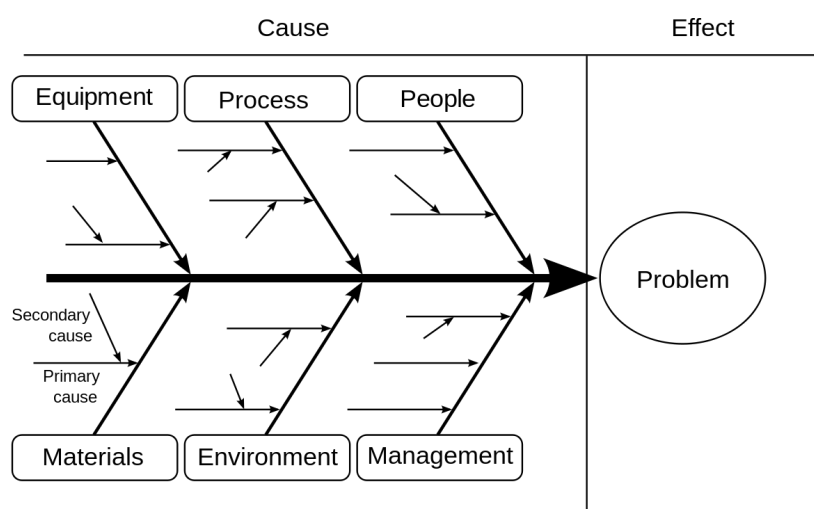 Cause
Effect
Equipment
Process
People
Problem
Secondary
cause
Primary
cause
Materials
Environment
Management